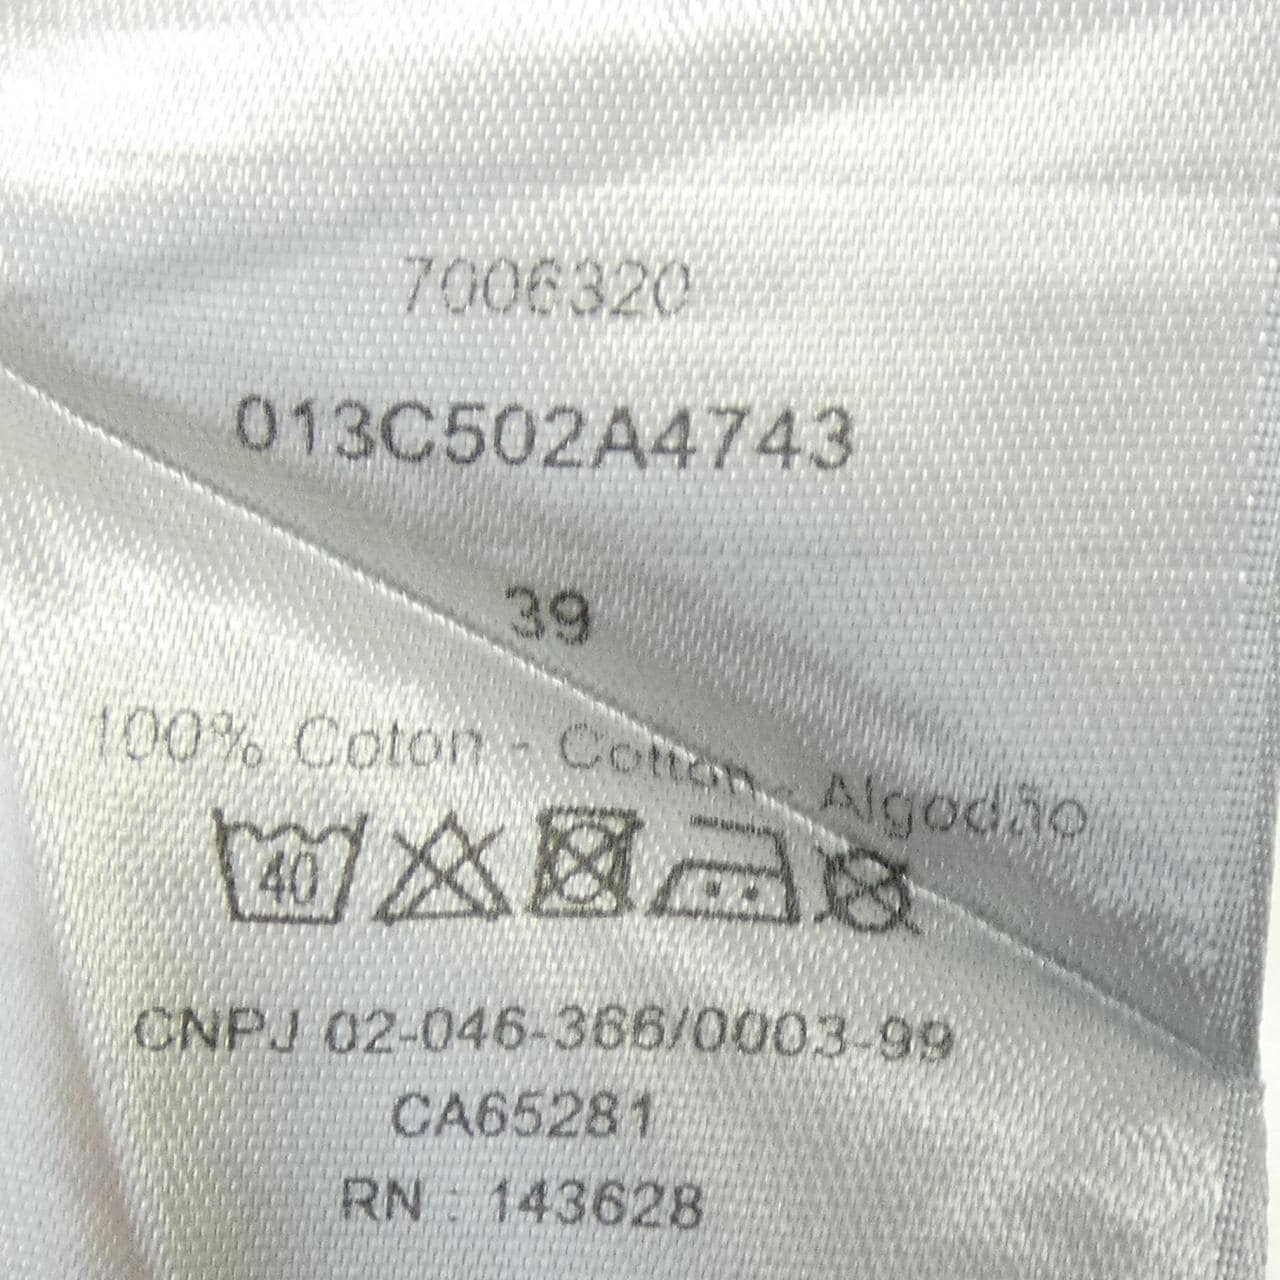 7006320
013C502A4743
39
100% Coton - Cotton - Algodão
40
CNPJ 02-046-366/0003-99
CA65281
RN : 143628